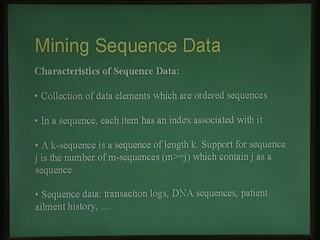 Mining Sequence Data
Characteristics of Sequence Data:
• Collection of data elements which are ordered sequences
• In a sequence, each item has an index associated with it
• A k-sequence is a sequence of length k. Support for sequence
j is the number of m-sequences (m>=j) which contain j as a
sequence
• Sequence data: transaction logs, DNA sequences, patient
ailment history, …